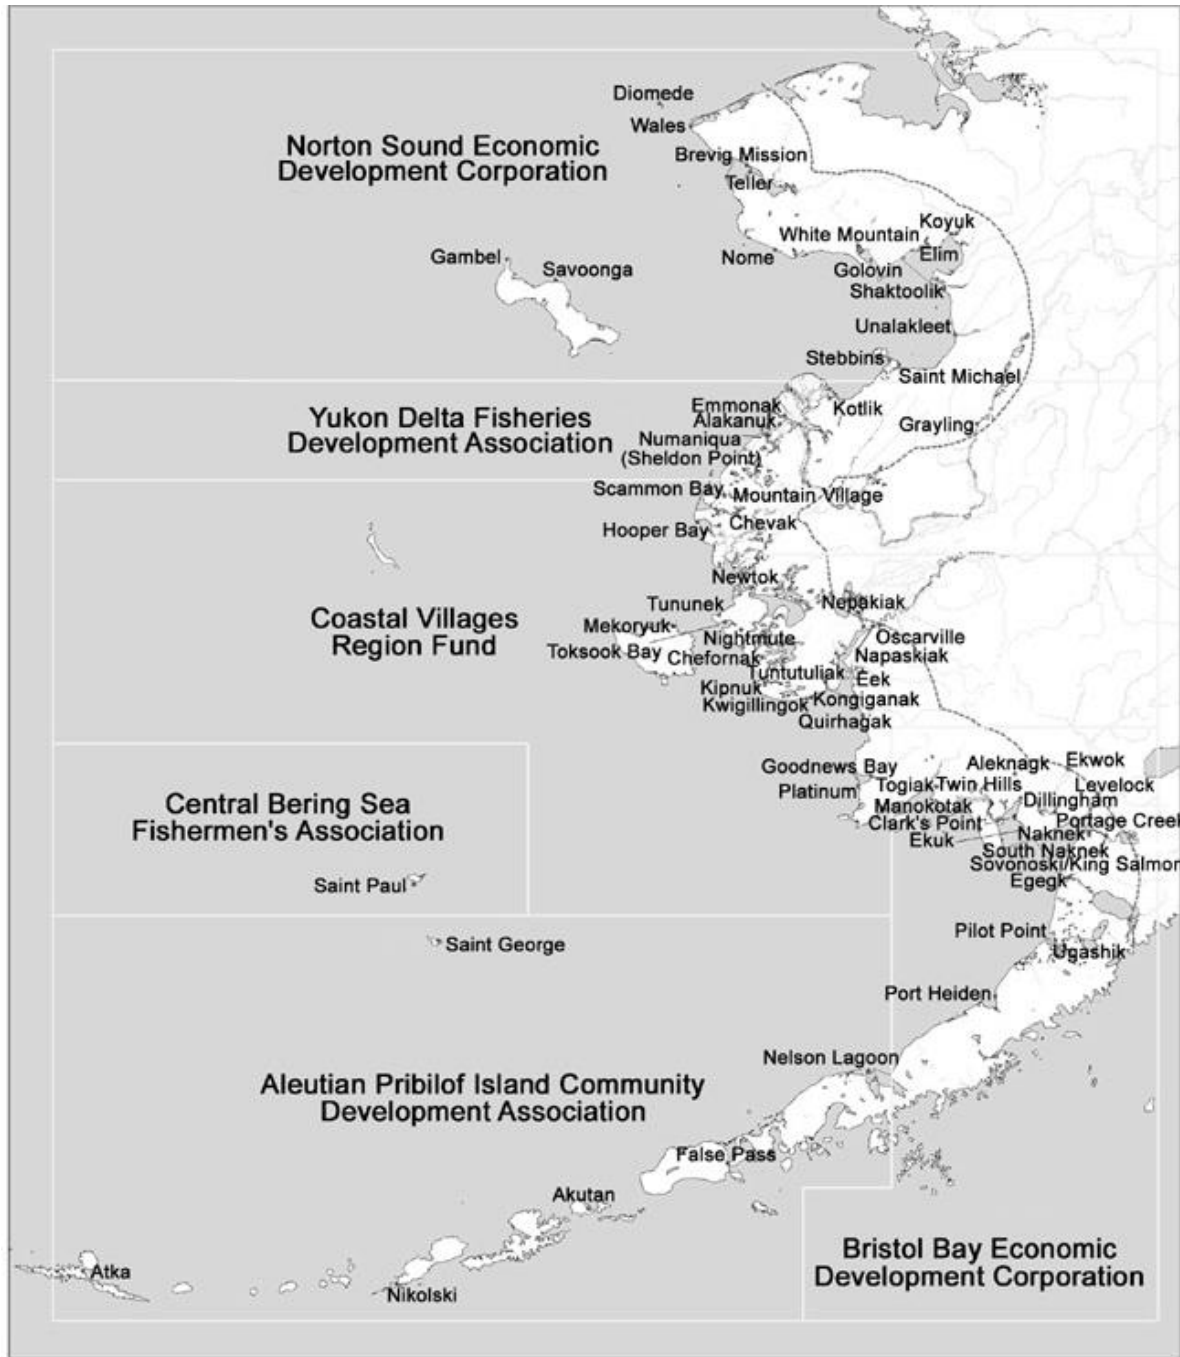 Diomede
Wales
Norton Sound Economic
Development Corporation
Brevig Mission
Teller
Koyuk
White Mountain
Elim
Nome
Gambel
Golovin
Savoonga
Shaktoolik
Unalakleet
Stebbins
Saint Michael
Emmonak
Kotlik
Yukon Delta Fisheries
Development Association
Alakanuk
Grayling
Numaniqua
(Sheldon Point)
Scammon Bay
Mountain Village
Hooper Bay
Chevak
Newtok
Tununek
Nepakiak
Coastal Villages
Region Fund
Mekoryuk
Nightmute
Oscarville
Toksook Bay
Chefornak
Napaskiak
Tuntutuliak
Eek
Kipnuk
Kwigillingok
Kongiganak
Quirhagak
Goodnews Bay
Aleknagk
Ekwok
Platinum
Togiak
Twin Hills
Levelock
Central Bering Sea
Fishermen's Association
Manokotak
Dillingham
Clark's Point
Portage Creek
Ekuk
Naknek
South Naknek
Sovonoski/King Salmon
Saint Paul
Egegk
Saint George
Pilot Point
Ugashik
Port Heiden
Nelson Lagoon
Aleutian Pribilof Island Community
Development Association
False Pass
Akutan
Bristol Bay Economic
Development Corporation
Atka
Nikolski